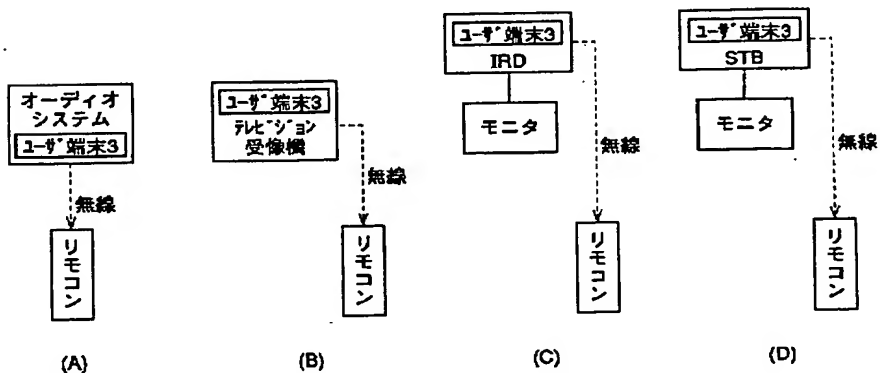 オーディオ
システム
ユーザ端末3
無線
リモコン
(A)
ユーザ端末3
テレビジョン
受像機
無線
リモコン
(B)
ユーザ端末3
IRD
モニタ
無線
リモコン
(C)
ユーザ端末3
STB
モニタ
無線
リモコン
(D)